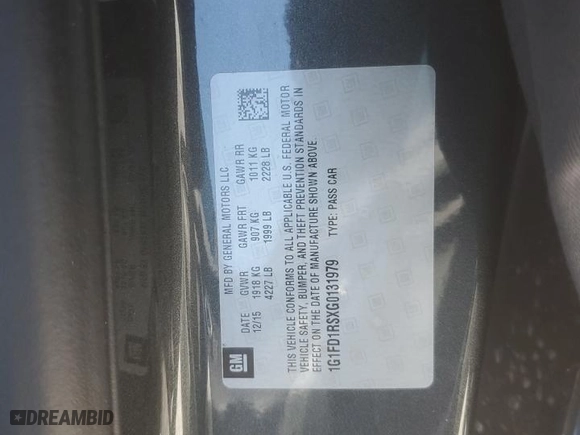 GM
MFD BY GENERAL MOTORS LLC
DATE GVWR GAWR FRT GAWR RR
12/15 1918 KG 907 KG 1011 KG
4227 LB 1999 LB 2228 LB
THIS VEHICLE CONFORMS TO ALL APPLICABLE U.S. FEDERAL MOTOR
VEHICLE SAFETY, BUMPER, AND THEFT PREVENTION STANDARDS IN
EFFECT ON THE DATE OF MANUFACTURE SHOWN ABOVE.
1G1FD1RSXG0131979 TYPE: PASS CAR
DREAMBID